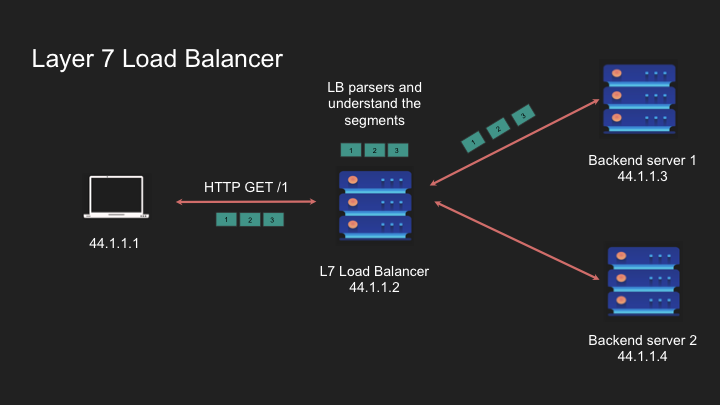 Layer 7 Load Balancer
LB parsers and
understand the
segments
1 2 3
HTTP GET /1
1 2 3
44.1.1.1
L7 Load Balancer
44.1.1.2
1 2 3
Backend server 1
44.1.1.3
Backend server 2
44.1.1.4